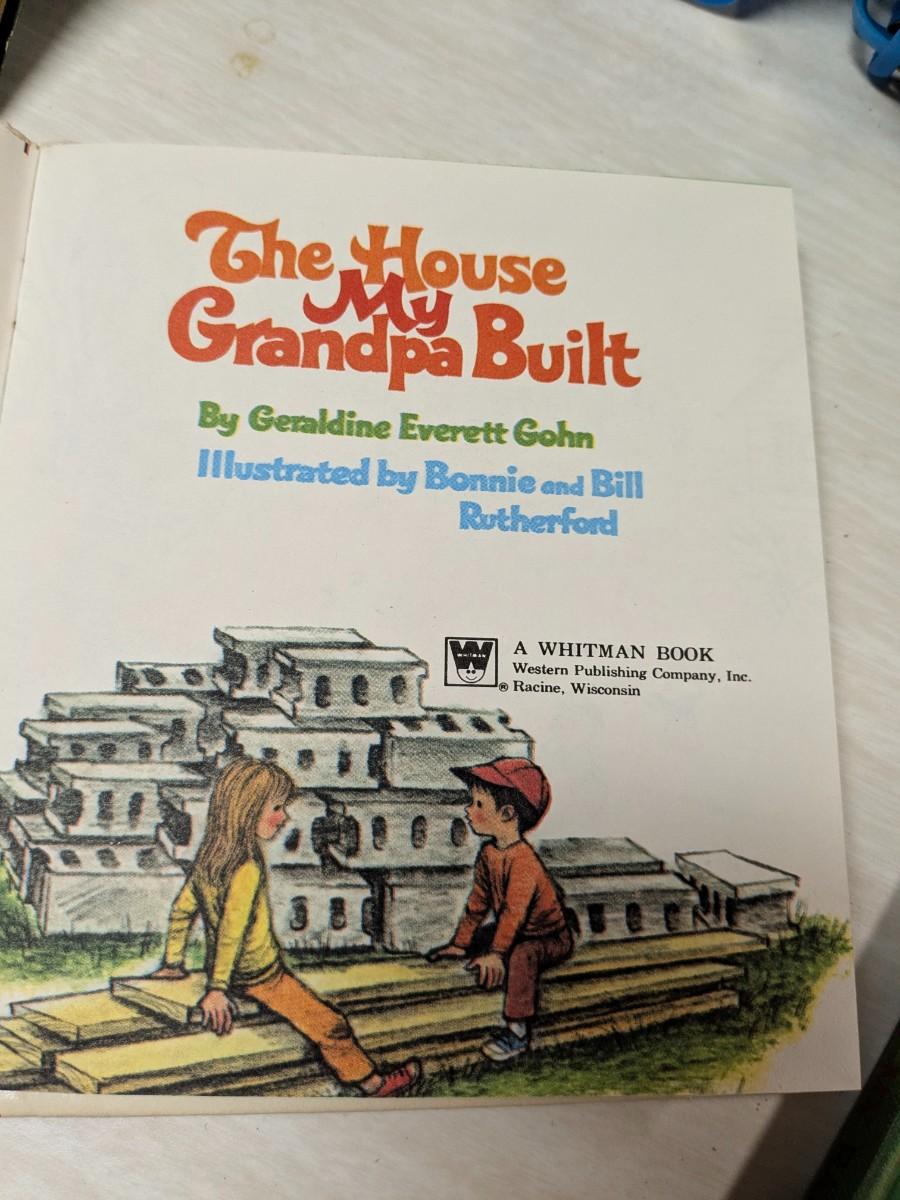 The House
My
Grandpa Built
By Geraldine Everett Gohn
Illustrated by Bonnie and Bill
Rutherford
WHITMAN
A WHITMAN BOOK
Western Publishing Company, Inc.
® Racine, Wisconsin